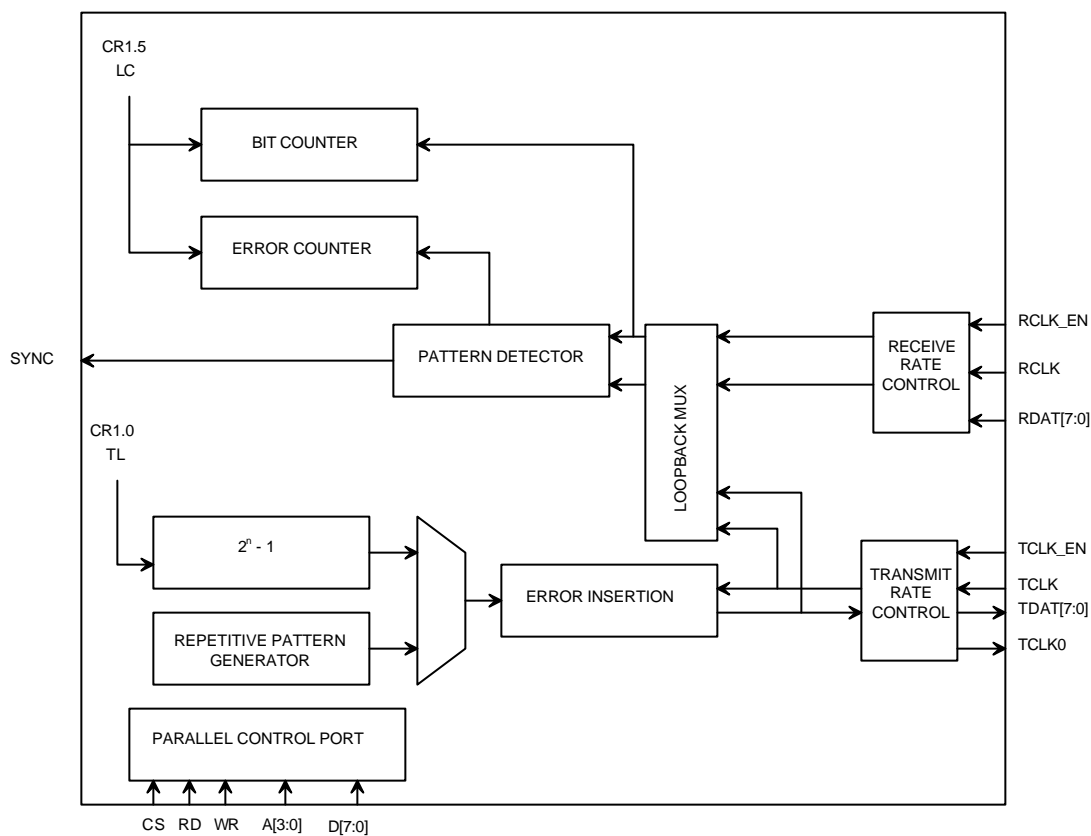 CR1.5
LC
BIT COUNTER
ERROR COUNTER
SYNC
PATTERN DETECTOR
LOOPBACK MUX
RECEIVE
RATE
CONTROL
RCLK_EN
RCLK
RDAT[7:0]
CR1.0
TL
2ⁿ - 1
REPETITIVE PATTERN
GENERATOR
ERROR INSERTION
TRANSMIT
RATE
CONTROL
TCLK_EN
TCLK
TDAT[7:0]
TCLK0
PARALLEL CONTROL PORT
CS RD WR A[3:0] D[7:0]